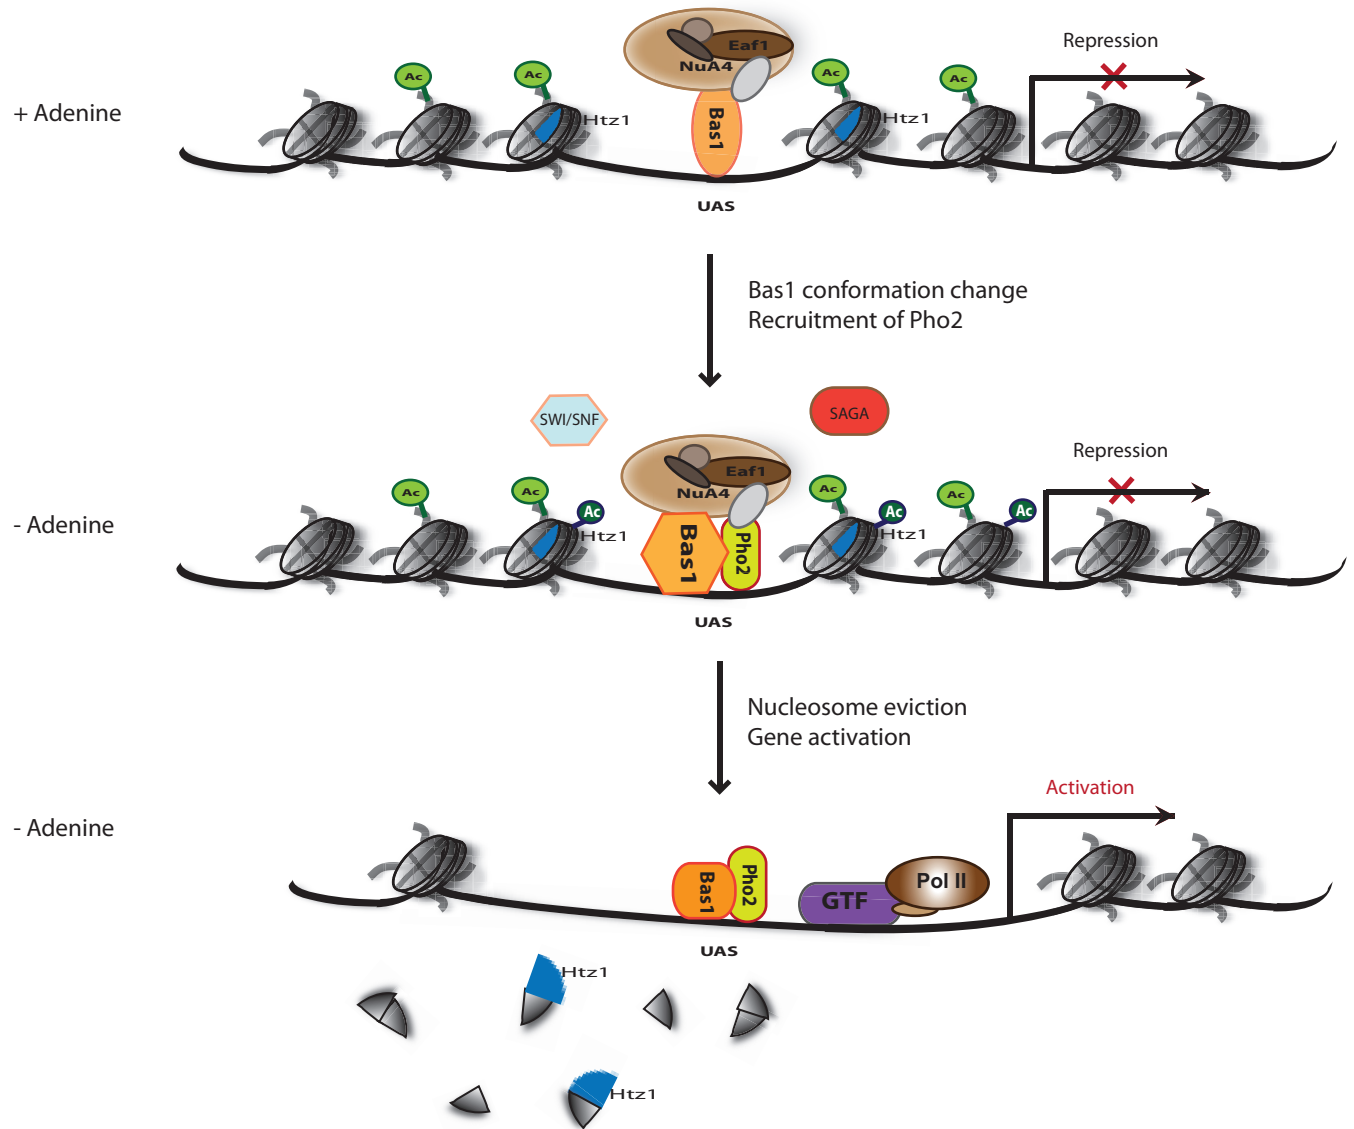 + Adenine
Ac
Ac
Htz1
Eaf1
NuA4
Bas1
Ac
Htz1
Ac
Repression
UAS
Bas1 conformation change
Recruitment of Pho2
SWI/SNF
SAGA
- Adenine
Ac
Ac
Ac
Htz1
Eaf1
NuA4
Bas1
Pho2
Ac
Ac
Htz1
Ac
Ac
Repression
UAS
Nucleosome eviction
Gene activation
- Adenine
Bas1
Pho2
GTF
Pol II
Activation
UAS
Htz1
Htz1